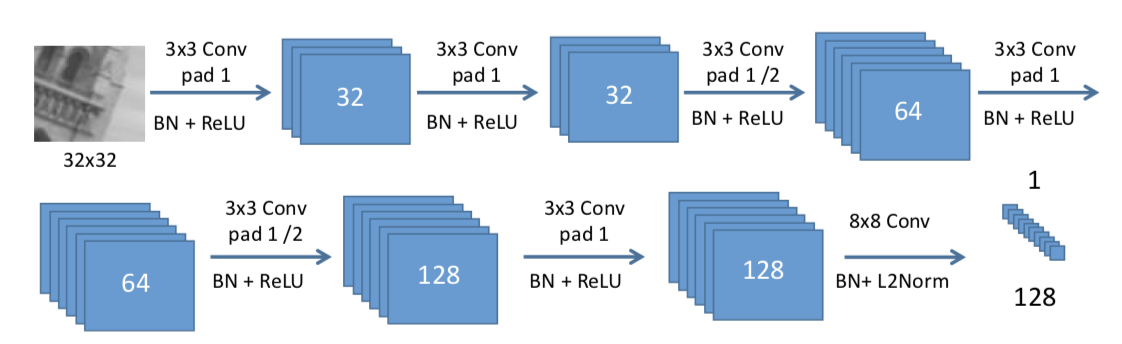 3x3 Conv
pad 1
BN + ReLU
32x32
32
3x3 Conv
pad 1
BN + ReLU
32
3x3 Conv
pad 1 /2
BN + ReLU
64
3x3 Conv
pad 1
BN + ReLU
64
3x3 Conv
pad 1 /2
BN + ReLU
128
3x3 Conv
pad 1
BN + ReLU
128
8x8 Conv
BN+ L2Norm
1
128